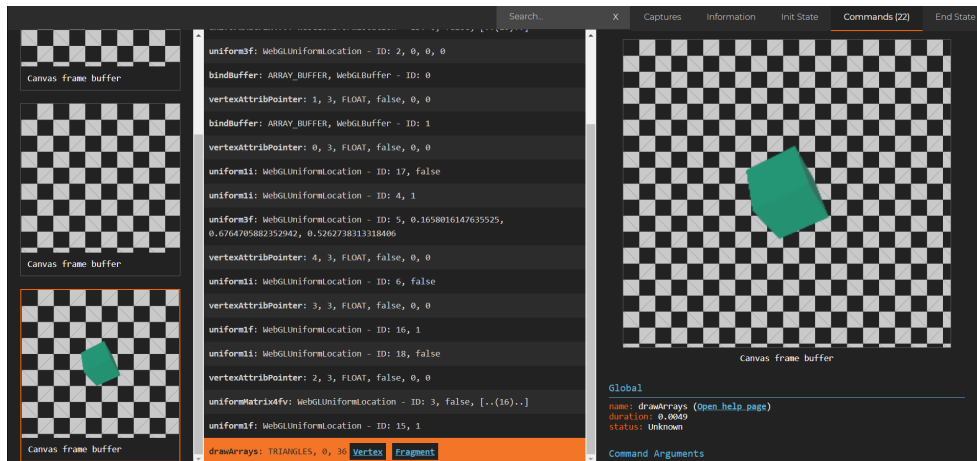 Search...
X
Captures
Information
Init State
Commands (22)
End State
Canvas frame buffer
Canvas frame buffer
Canvas frame buffer
uniform3f: WebGLUniformLocation - ID: 2, 0, 0, 0
bindBuffer: ARRAY_BUFFER, WebGLBuffer - ID: 0
vertexAttribPointer: 1, 3, FLOAT, false, 0, 0
bindBuffer: ARRAY_BUFFER, WebGLBuffer - ID: 1
vertexAttribPointer: 0, 3, FLOAT, false, 0, 0
uniform1i: WebGLUniformLocation - ID: 17, false
uniform1i: WebGLUniformLocation - ID: 4, 1
uniform3f: WebGLUniformLocation - ID: 5, 0.1658016147635525,
0.6764705882352942, 0.5262738313318406
vertexAttribPointer: 4, 3, FLOAT, false, 0, 0
uniform1i: WebGLUniformLocation - ID: 6, false
vertexAttribPointer: 3, 3, FLOAT, false, 0, 0
uniform1f: WebGLUniformLocation - ID: 16, 1
uniform1i: WebGLUniformLocation - ID: 18, false
vertexAttribPointer: 2, 3, FLOAT, false, 0, 0
uniformMatrix4fv: WebGLUniformLocation - ID: 3, false, [..(16)..]
uniform1f: WebGLUniformLocation - ID: 15, 1
drawArrays: TRIANGLES, 0, 36 Vertex Fragment
Canvas frame buffer
Global
name: drawArrays (Open help page)
duration: 0.0049
status: Unknown
Command Arguments